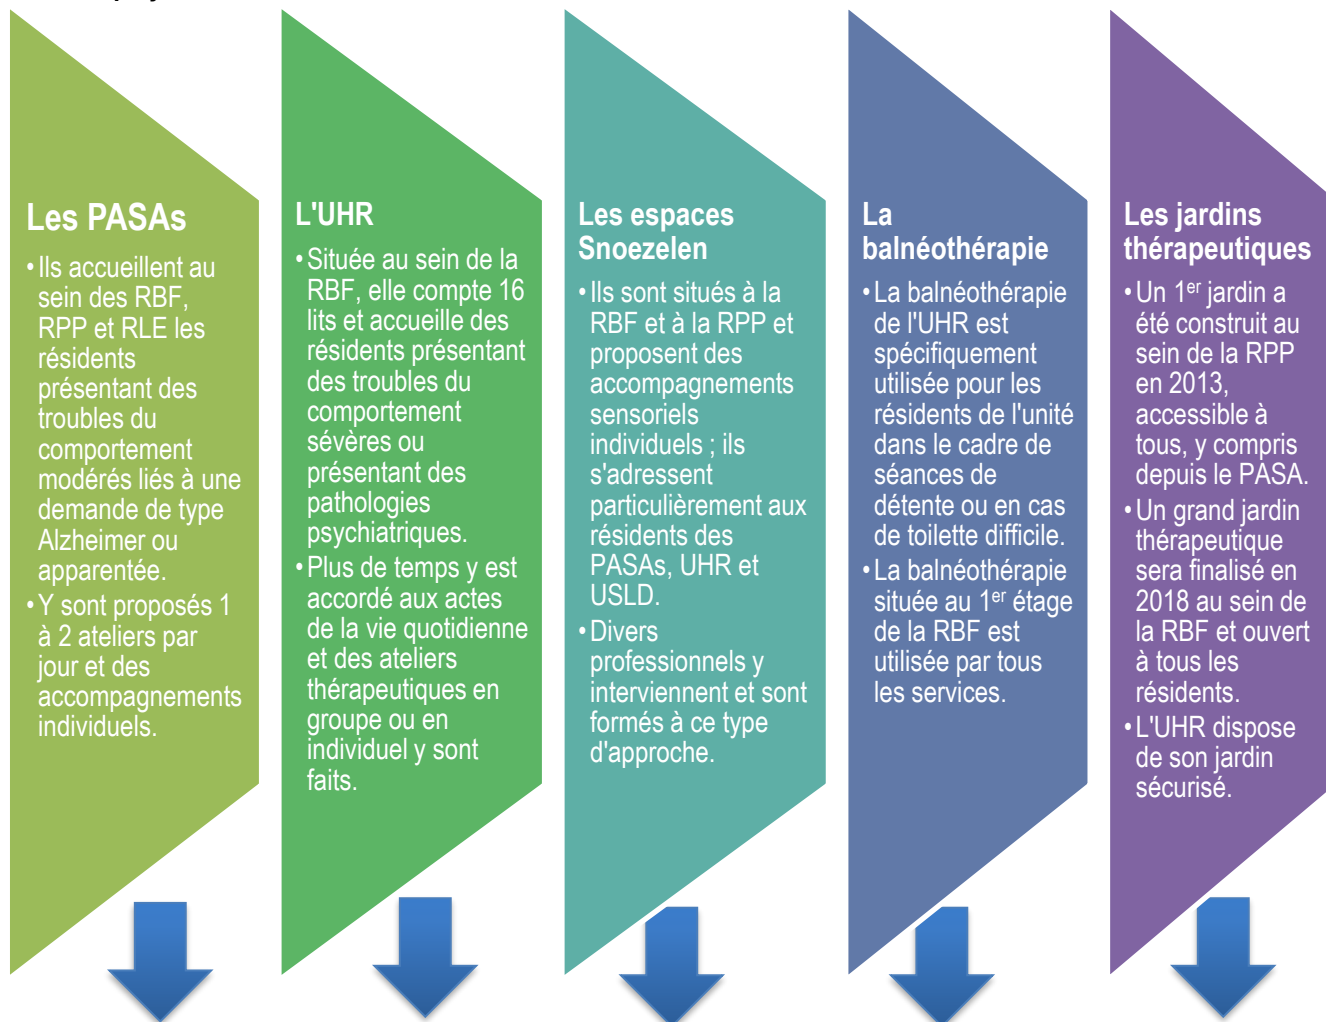 Les PASAs
• Ils accueillent au
sein des RBF,
RPP et RLE les
résidents
présentant des
troubles du
comportement
modérés liés à une
demande de type
Alzheimer ou
apparentée.
• Y sont proposés 1
à 2 ateliers par
jour et des
accompagnements
individuels.
L'UHR
• Située au sein de la
RBF, elle compte 16
lits et accueille des
résidents présentant
des troubles du
comportement
sévères ou
présentant des
pathologies
psychiatriques.
• Plus de temps y est
accordé aux actes
de la vie quotidienne
et des ateliers
thérapeutiques en
groupe ou en
individuel y sont
faits.
Les espaces
Snoezelen
• Ils sont situés à la
RBF et à la RPP et
proposent des
accompagnements
sensoriels
individuels ; ils
s'adressent
particulièrement aux
résidents des
PASAs, UHR et
USLD.
• Divers
professionnels y
interviennent et sont
formés à ce type
d'approche.
La
balnéothérapie
• La balnéothérapie
de l'UHR est
spécifiquement
utilisée pour les
résidents de l'unité
dans le cadre de
séances de
détente ou en cas
de toilette difficile.
• La balnéothérapie
située au 1er étage
de la RBF est
utilisée par tous
les services.
Les jardins
thérapeutiques
• Un 1er jardin a
été construit au
sein de la RPP
en 2013,
accessible à
tous, y compris
depuis le PASA.
• Un grand jardin
thérapeutique
sera finalisé en
2018 au sein de
la RBF et ouvert
à tous les
résidents.
• L'UHR dispose
de son jardin
sécurisé.